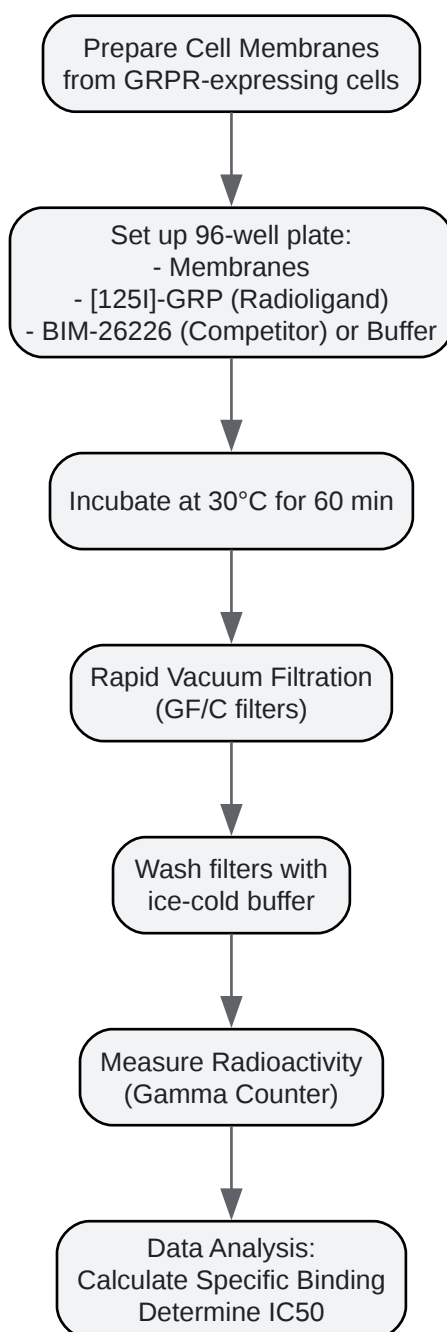 Prepare Cell Membranes
from GRPR-expressing cells
Set up 96-well plate:
- Membranes
- [125I]-GRP (Radioligand)
- BIM-26226 (Competitor) or Buffer
Incubate at 30°C for 60 min
Rapid Vacuum Filtration
(GF/C filters)
Wash filters with
ice-cold buffer
Measure Radioactivity
(Gamma Counter)
Data Analysis:
Calculate Specific Binding
Determine IC50